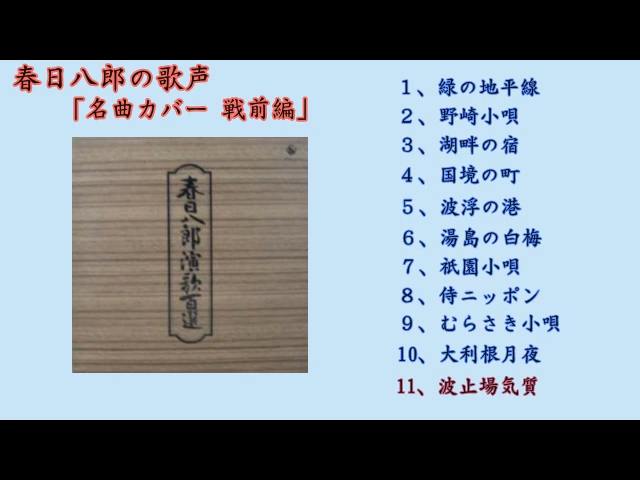 春日八郎の歌声
「名曲カバー 戦前編」
春日八郎演歌百選
1、緑の地平線
2、野崎小唄
3、湖畔の宿
4、国境の町
5、波浮の港
6、湯島の白梅
7、祇園小唄
8、侍ニッポン
9、むらさき小唄
10、大利根月夜
11、波止場気質